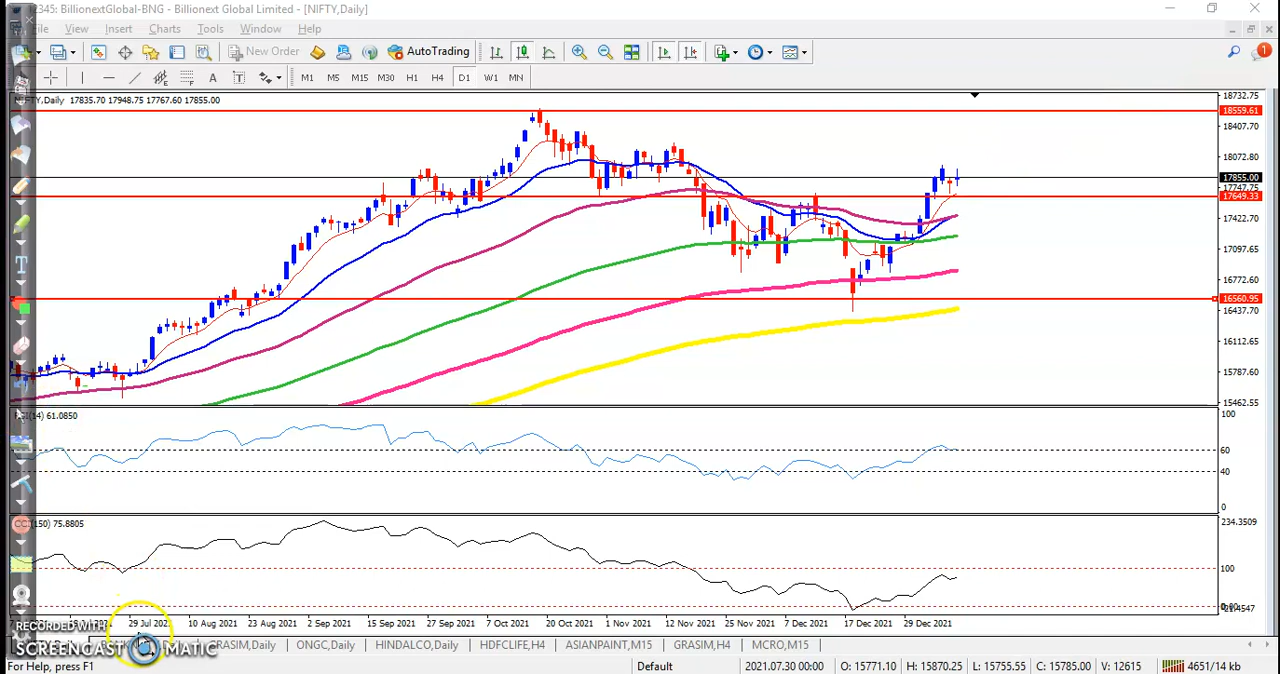 12345: BillionextGlobal-BNG - Billionext Global Limited - [NIFTY,Daily]
File View Insert Charts Tools Window Help
New Order AutoTrading 1
A T M1 M5 M15 M30 H1 H4 D1 W1 MN
NIFTY,Daily 17835.70 17948.75 17767.60 17855.00
18732.75
18559.61
18407.70
18072.80
17855.00
17747.75
17649.33
17422.70
17097.65
16772.60
16560.95
16437.70
16112.65
15787.60
15462.55
RSI(14) 61.0850
100
60
40
0
CCI(150) 75.8805
234.3509
100
29 Jul 2021 10 Aug 2021 23 Aug 2021 2 Sep 2021 15 Sep 2021 27 Sep 2021 7 Oct 2021 20 Oct 2021 1 Nov 2021 12 Nov 2021 25 Nov 2021 7 Dec 2021 17 Dec 2021 29 Dec 2021
RECORDED WITH
SCREENCAST MATIC
GRASIM,Daily ONGC,Daily HINDALCO,Daily HDFCLIFE,H4 ASIANPAINT,M15 GRASIM,H4 MCRO,M15
For Help, press F1 Default 2021.07.30 00:00 O: 15771.10 H: 15870.25 L: 15755.55 C: 15785.00 V: 12615 4651/14 kb